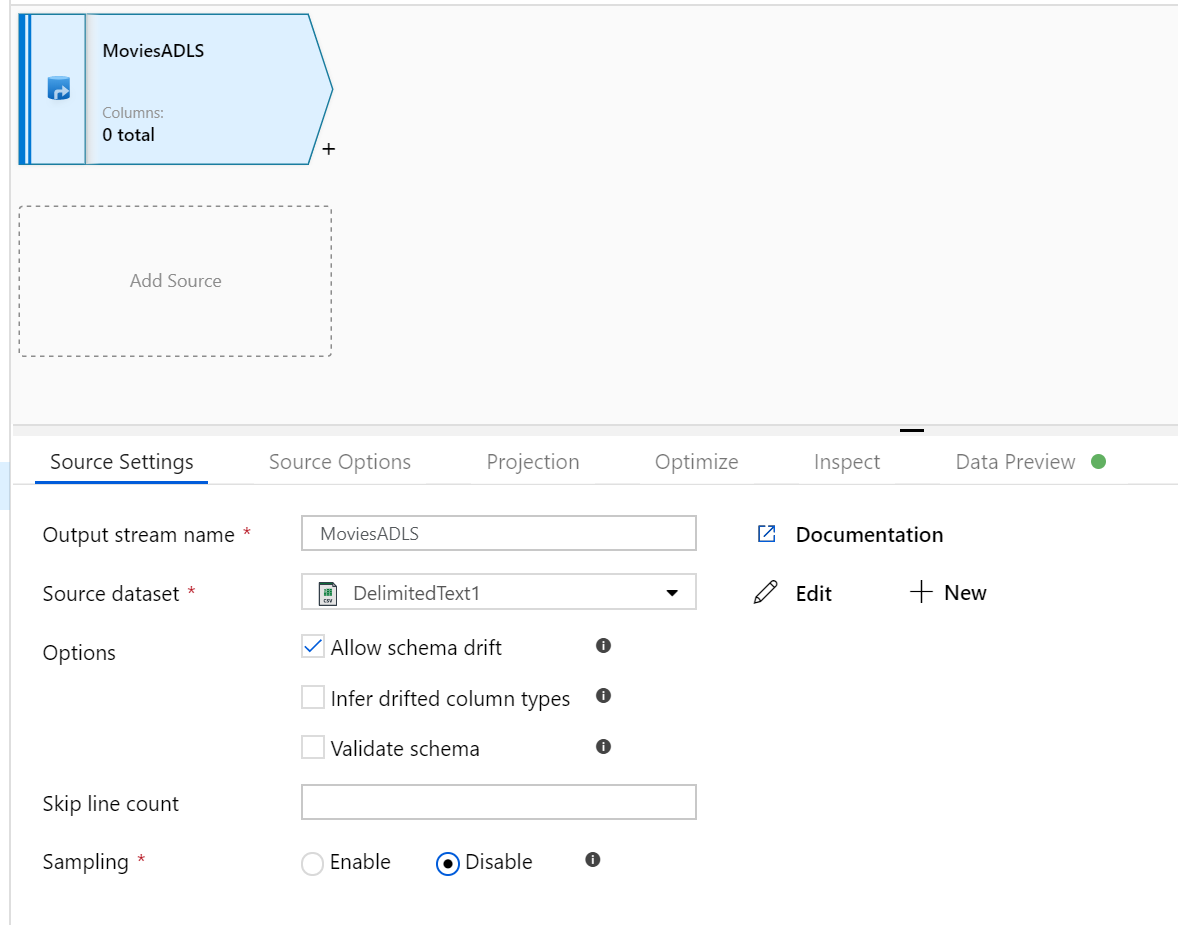 MoviesADLS
Columns:
0 total
+
Add Source
Source Settings Source Options Projection Optimize Inspect Data Preview
Output stream name * MoviesADLS Documentation
Source dataset * CSV DelimitedText1 Edit + New
Options Allow schema drift
Infer drifted column types
Validate schema
Skip line count
Sampling * Enable Disable